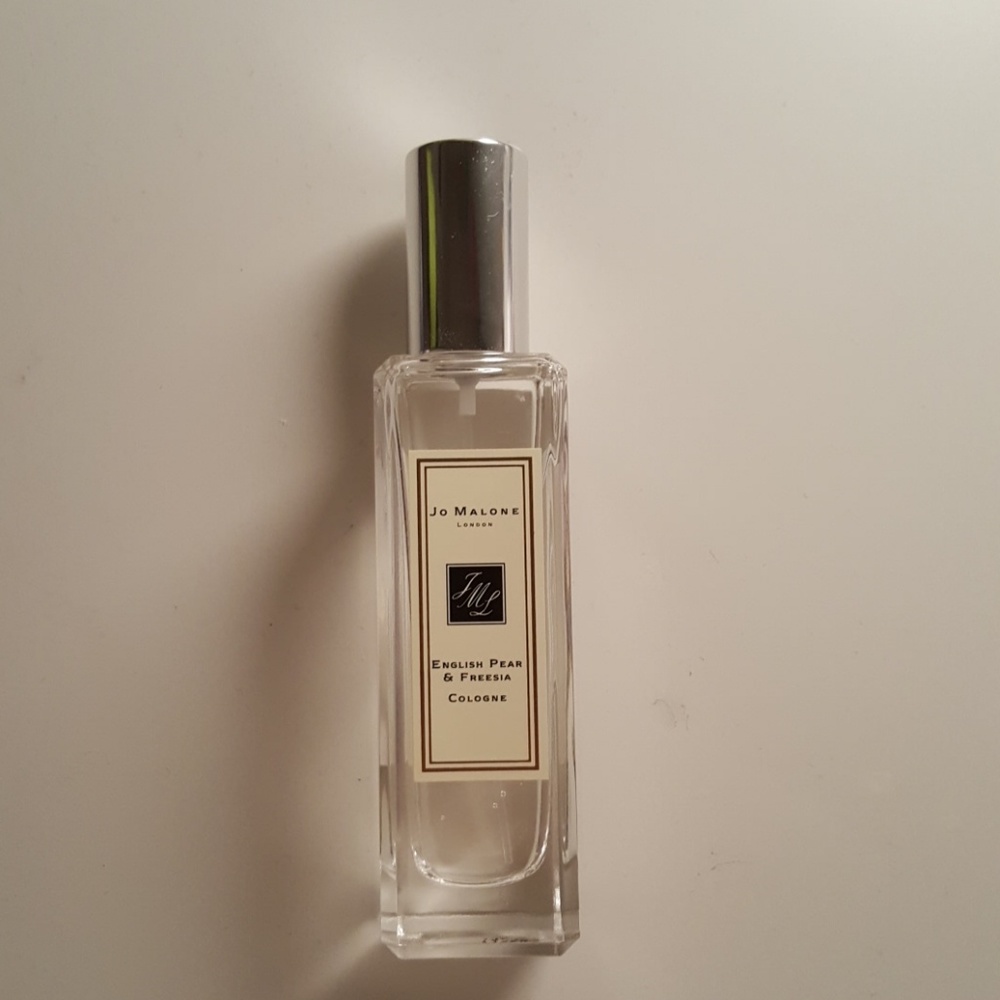 Jo Malone
London
JML
English Pear
& Freesia
Cologne